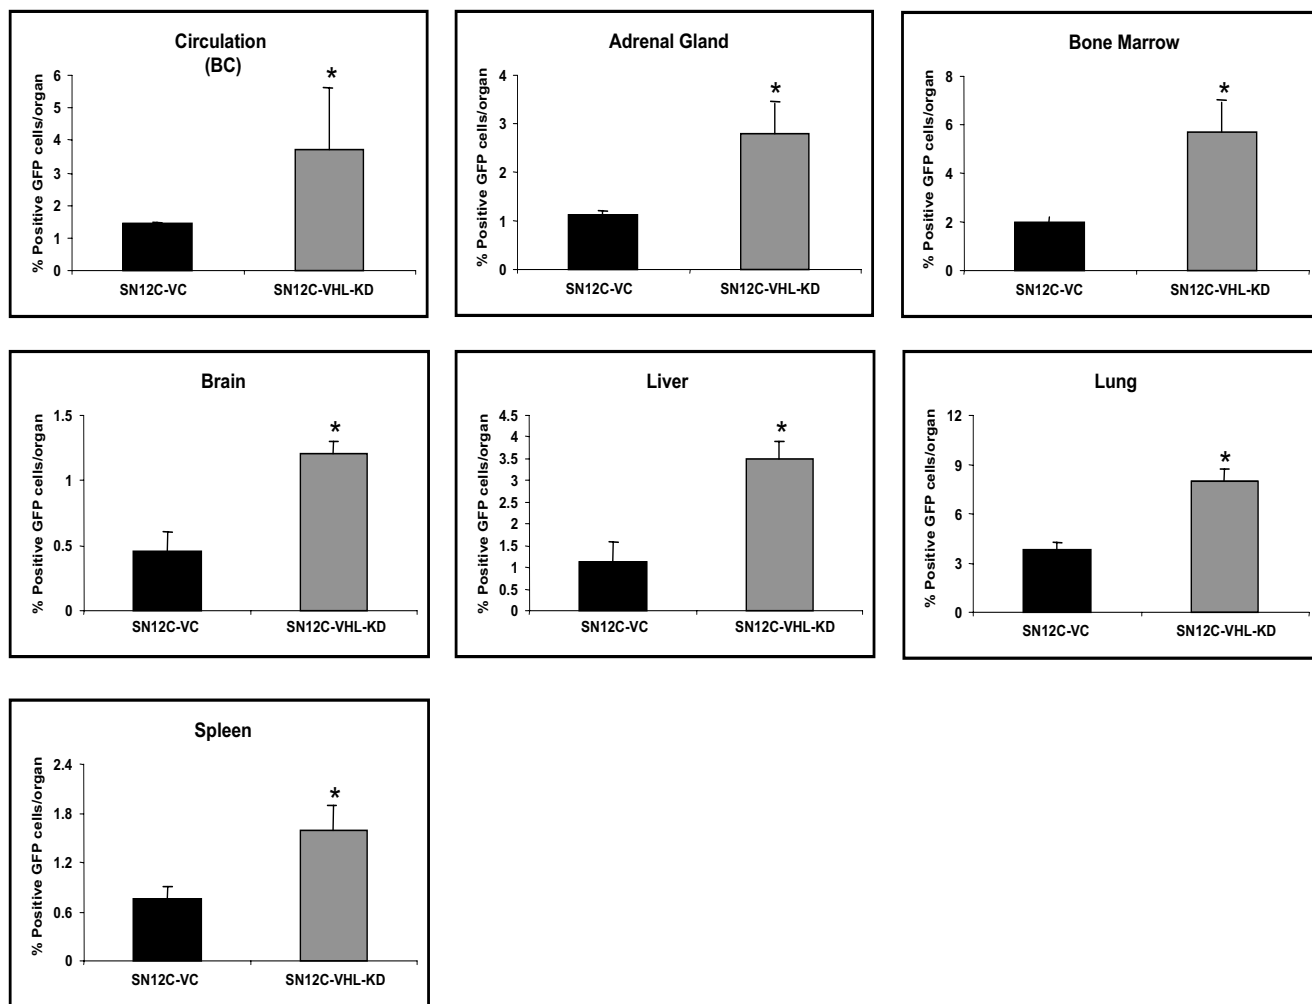 Circulation
(BC)
% Positive GFP cells/organ
6
5
4
3
2
1
0
*
SN12C-VC
SN12C-VHL-KD
Adrenal Gland
% Positive GFP cells/organ
4
3
2
1
0
*
SN12C-VC
SN12C-VHL-KD
Bone Marrow
% Positive GFP cells/organ
8
6
4
2
0
*
SN12C-VC
SN12C-VHL-KD
Brain
% Positive GFP cells/organ
1.5
1
0.5
0
*
SN12C-VC
SN12C-VHL-KD
Liver
% Positive GFP cells/organ
4.5
4
3.5
3
2.5
2
1.5
1
0.5
0
*
SN12C-VC
SN12C-VHL-KD
Lung
% Positive GFP cells/organ
12
9
6
3
0
*
SN12C-VC
SN12C-VHL-KD
Spleen
% Positive GFP cells/organ
2.4
1.8
1.2
0.6
0
*
SN12C-VC
SN12C-VHL-KD